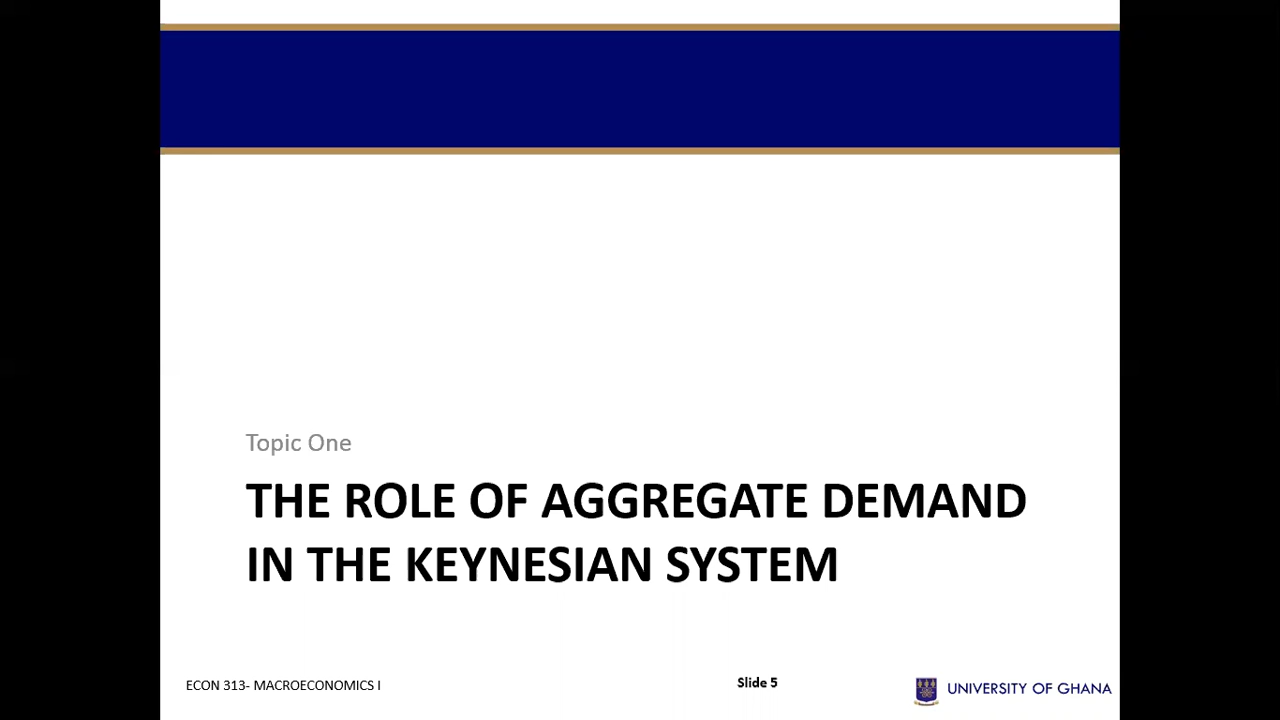 Topic One
THE ROLE OF AGGREGATE DEMAND
IN THE KEYNESIAN SYSTEM
ECON 313- MACROECONOMICS I
Slide 5
UNIVERSITY OF GHANA